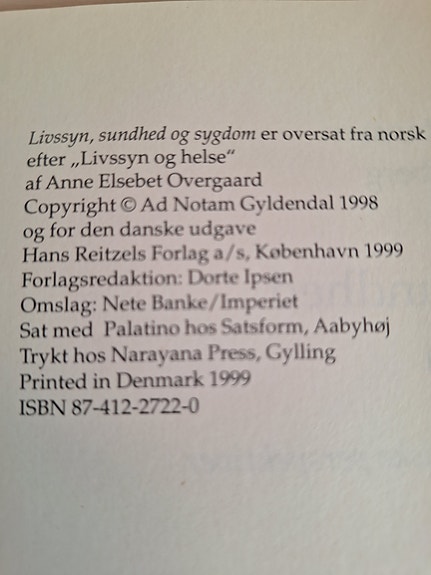 Livssyn, sundhed og sygdom er oversat fra norsk
efter „Livssyn og helse“
af Anne Elsebet Overgaard
Copyright © Ad Notam Gyldendal 1998
og for den danske udgave
Hans Reitzels Forlag a/s, København 1999
Forlagsredaktion: Dorte Ipsen
Omslag: Nete Banke/Imperiet
Sat med Palatino hos Satsform, Aabyhøj
Trykt hos Narayana Press, Gylling
Printed in Denmark 1999
ISBN 87-412-2722-0